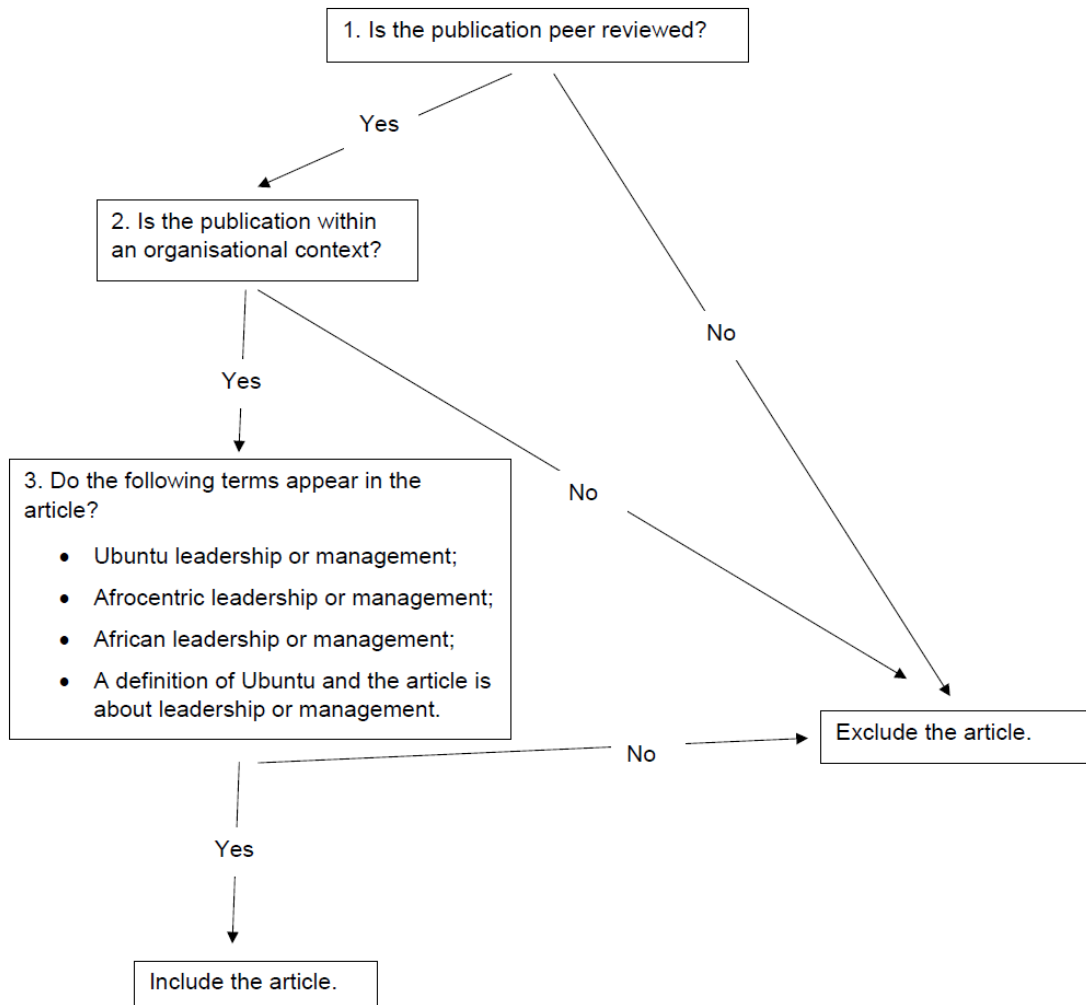 1. Is the publication peer reviewed?
Yes
2. Is the publication within
an organisational context?
No
Yes
3. Do the following terms appear in the
article?
No
• Ubuntu leadership or management;
• Afrocentric leadership or management;
• African leadership or management;
• A definition of Ubuntu and the article is
about leadership or management.
Exclude the article.
No
Yes
Include the article.